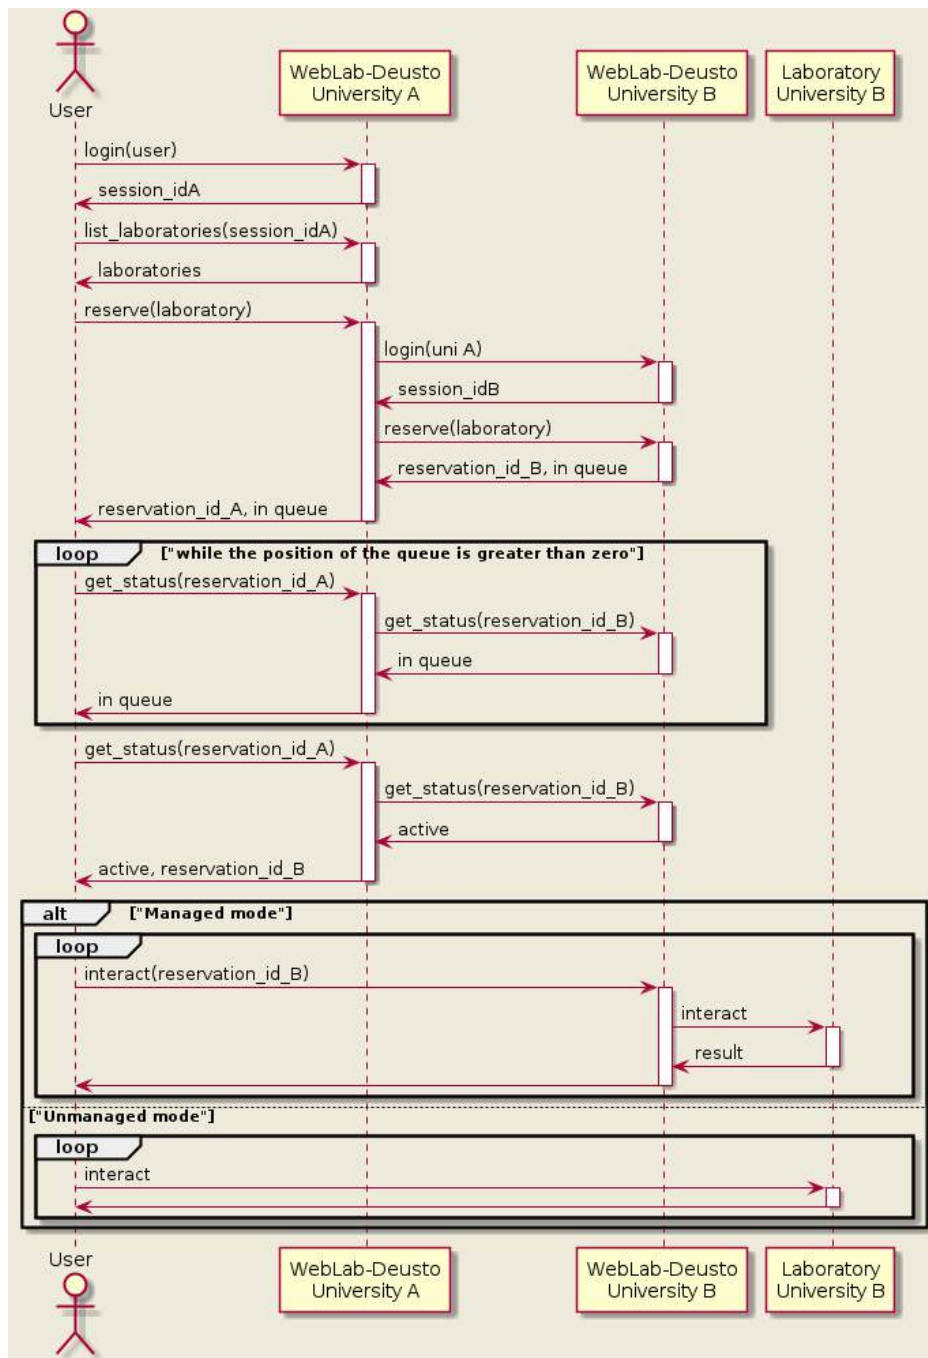 User
WebLab-Deusto
University A
WebLab-Deusto
University B
Laboratory
University B
login(user)
session_idA
list_laboratories(session_idA)
laboratories
reserve(laboratory)
login(uni A)
session_idB
reserve(laboratory)
reservation_id_B, in queue
reservation_id_A, in queue
loop ["while the position of the queue is greater than zero"]
get_status(reservation_id_A)
get_status(reservation_id_B)
in queue
in queue
get_status(reservation_id_A)
get_status(reservation_id_B)
active
active, reservation_id_B
alt ["Managed mode"]
loop
interact(reservation_id_B)
interact
result
["Unmanaged mode"]
loop
interact
User
WebLab-Deusto
University A
WebLab-Deusto
University B
Laboratory
University B